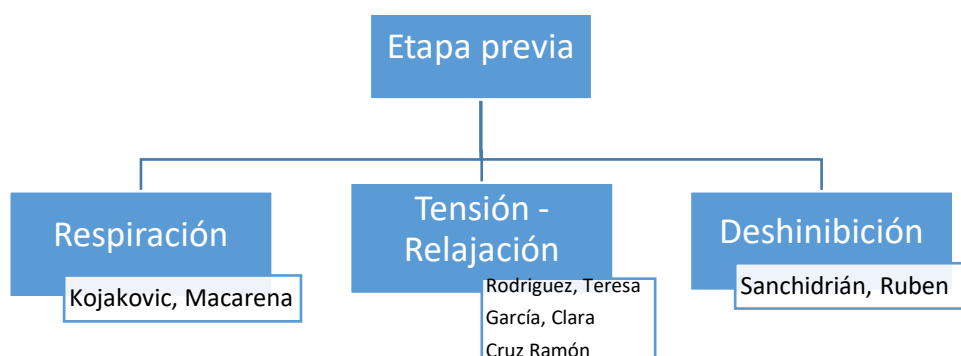 Etapa previa
Respiración
Kojakovic, Macarena
Tensión -
Relajación
Rodriguez, Teresa
García, Clara
Cruz Ramón
Deshinibición
Sanchidrián, Ruben